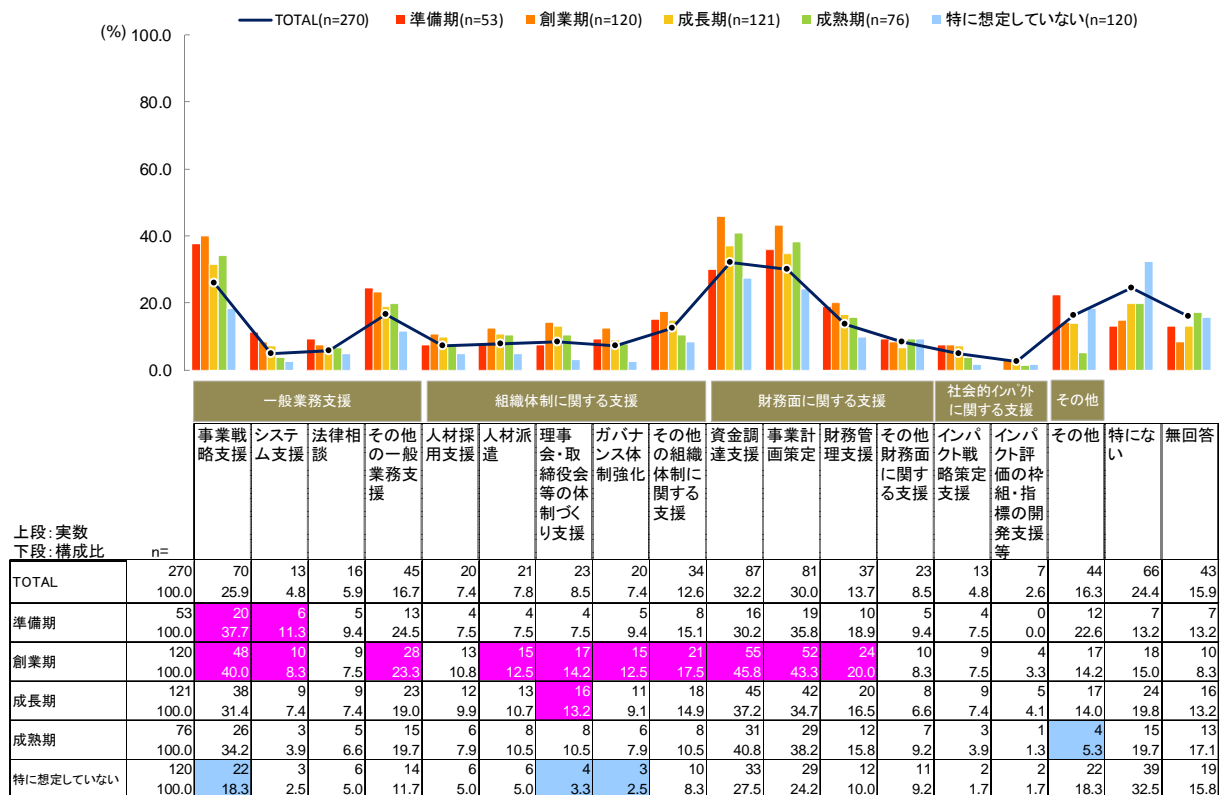 TOTAL(n=270) 準備期(n=53) 創業期(n=120) 成長期(n=121) 成熟期(n=76) 特に想定していない(n=120)
(%)
100.0
80.0
60.0
40.0
20.0
0.0
一般業務支援 組織体制に関する支援 財務面に関する支援 社会的インパクトに関する支援 その他
事業戦略支援 システム支援 法律相談 その他の一般業務支援 人材採用支援 人材派遣 理事会・取締役会等の体制づくり支援 ガバナンス体制強化 その他の組織体制に関する支援 資金調達支援 事業計画策定 財務管理支援 その他財務面に関する支援 インパクト戦略策定支援 インパクト評価の枠組・指標の開発支援等 その他 特にない 無回答
上段:実数
下段:構成比 n=
TOTAL 270 70 13 16 45 20 21 23 20 34 87 81 37 23 13 7 44 66 43
100.0 25.9 4.8 5.9 16.7 7.4 7.8 8.5 7.4 12.6 32.2 30.0 13.7 8.5 4.8 2.6 16.3 24.4 15.9
準備期 53 20 6 5 13 4 4 4 5 8 16 19 10 5 4 0 12 7 7
100.0 37.7 11.3 9.4 24.5 7.5 7.5 7.5 9.4 15.1 30.2 35.8 18.9 9.4 7.5 0.0 22.6 13.2 13.2
創業期 120 48 10 9 28 13 15 17 15 21 55 52 24 10 9 4 17 18 10
100.0 40.0 8.3 7.5 23.3 10.8 12.5 14.2 12.5 17.5 45.8 43.3 20.0 8.3 7.5 3.3 14.2 15.0 8.3
成長期 121 38 9 9 23 12 13 16 11 18 45 42 20 8 9 5 17 24 16
100.0 31.4 7.4 7.4 19.0 9.9 10.7 13.2 9.1 14.9 37.2 34.7 16.5 6.6 7.4 4.1 14.0 19.8 13.2
成熟期 76 26 3 5 15 6 8 8 6 8 31 29 12 7 3 1 4 15 13
100.0 34.2 3.9 6.6 19.7 7.9 10.5 10.5 7.9 10.5 40.8 38.2 15.8 9.2 3.9 1.3 5.3 19.7 17.1
特に想定していない 120 22 3 6 14 6 6 4 3 10 33 29 12 11 2 2 22 39 19
100.0 18.3 2.5 5.0 11.7 5.0 5.0 3.3 2.5 8.3 27.5 24.2 10.0 9.2 1.7 1.7 18.3 32.5 15.8